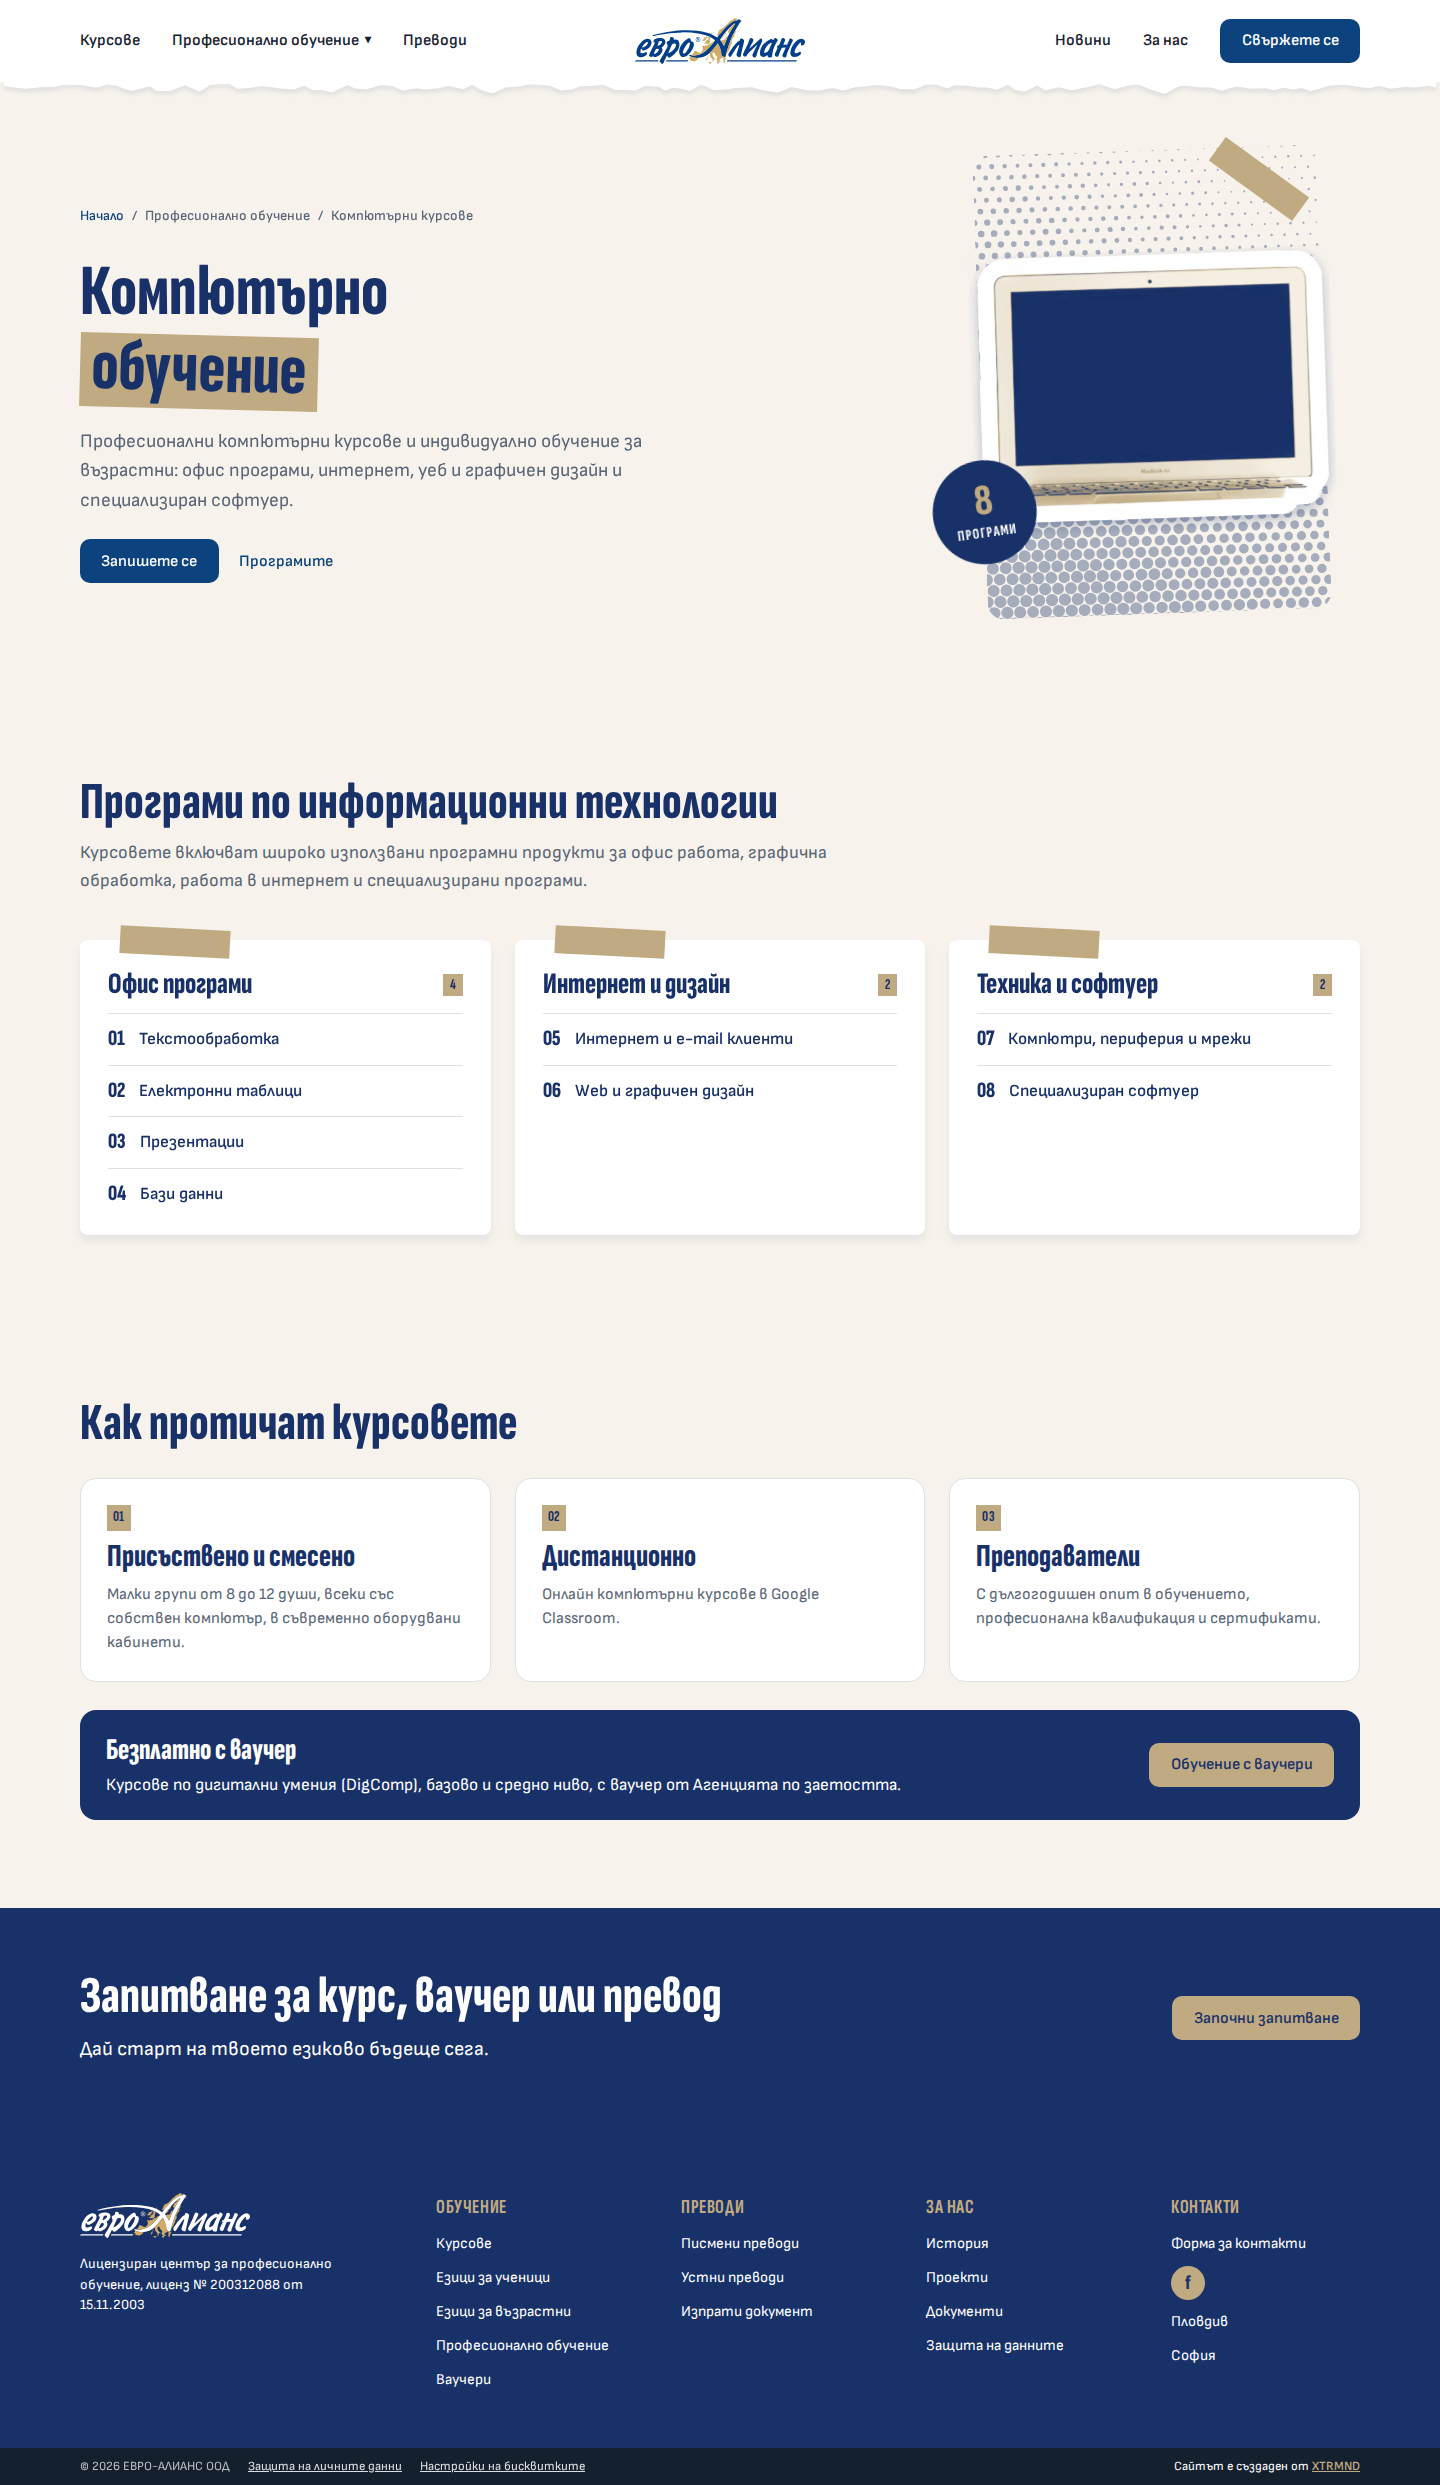 Курсове
Професионално обучение ▾
Преводи
евроАлианс
Новини
За нас
Свържете се
Начало / Професионално обучение / Компютърни курсове
Компютърно
обучение
Професионални компютърни курсове и индивидуално обучение за
възрастни: офис програми, интернет, уеб и графичен дизайн и
специализиран софтуер.
Запишете се
Програмите
MacBook Air
8
ПРОГРАМИ
Програми по информационни технологии
Курсовете включват широко използвани програмни продукти за офис работа, графична
обработка, работа в интернет и специализирани програми.
Офис програми
4
01 Текстообработка
02 Електронни таблици
03 Презентации
04 Бази данни
Интернет и дизайн
2
05 Интернет и e-mail клиенти
06 Web и графичен дизайн
Техника и софтуер
2
07 Компютри, периферия и мрежи
08 Специализиран софтуер
Как протичат курсовете
01
Присъствено и смесено
Малки групи от 8 до 12 души, всеки със
собствен компютър, в съвременно оборудвани
кабинети.
02
Дистанционно
Онлайн компютърни курсове в Google
Classroom.
03
Преподаватели
С дългогодишен опит в обучението,
професионална квалификация и сертификати.
Безплатно с ваучер
Курсове по дигитални умения (DigComp), базово и средно ниво, с ваучер от Агенцията по заетостта.
Обучение с ваучери
Запитване за курс, ваучер или превод
Дай старт на твоето езиково бъдеще сега.
Започни запитване
евроАлианс
Лицензиран център за професионално
обучение, лиценз № 200312088 от
15.11.2003
ОБУЧЕНИЕ
Курсове
Езици за ученици
Езици за възрастни
Професионално обучение
Ваучери
ПРЕВОДИ
Писмени преводи
Устни преводи
Изпрати документ
ЗА НАС
История
Проекти
Документи
Защита на данните
КОНТАКТИ
Форма за контакти
f
Пловдив
София
© 2026 ЕВРО-АЛИАНС ООД
Защита на личните данни
Настройки на бисквитките
Сайтът е създаден от XTRMND